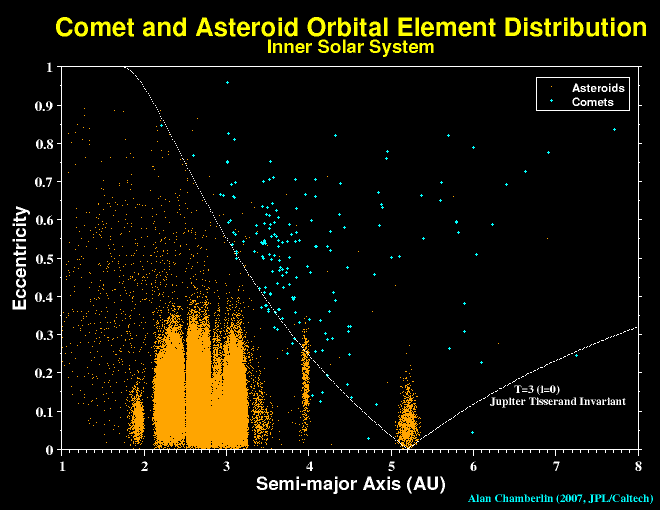 Comet and Asteroid Orbital Element Distribution
Inner Solar System
Asteroids
Comets
1
0.9
0.8
0.7
0.6
0.5
0.4
0.3
0.2
0.1
0
Eccentricity
T=3 (i=0)
Jupiter Tisserand Invariant
1 2 3 4 5 6 7 8
Semi-major Axis (AU)
Alan Chamberlin (2007, JPL/Caltech)